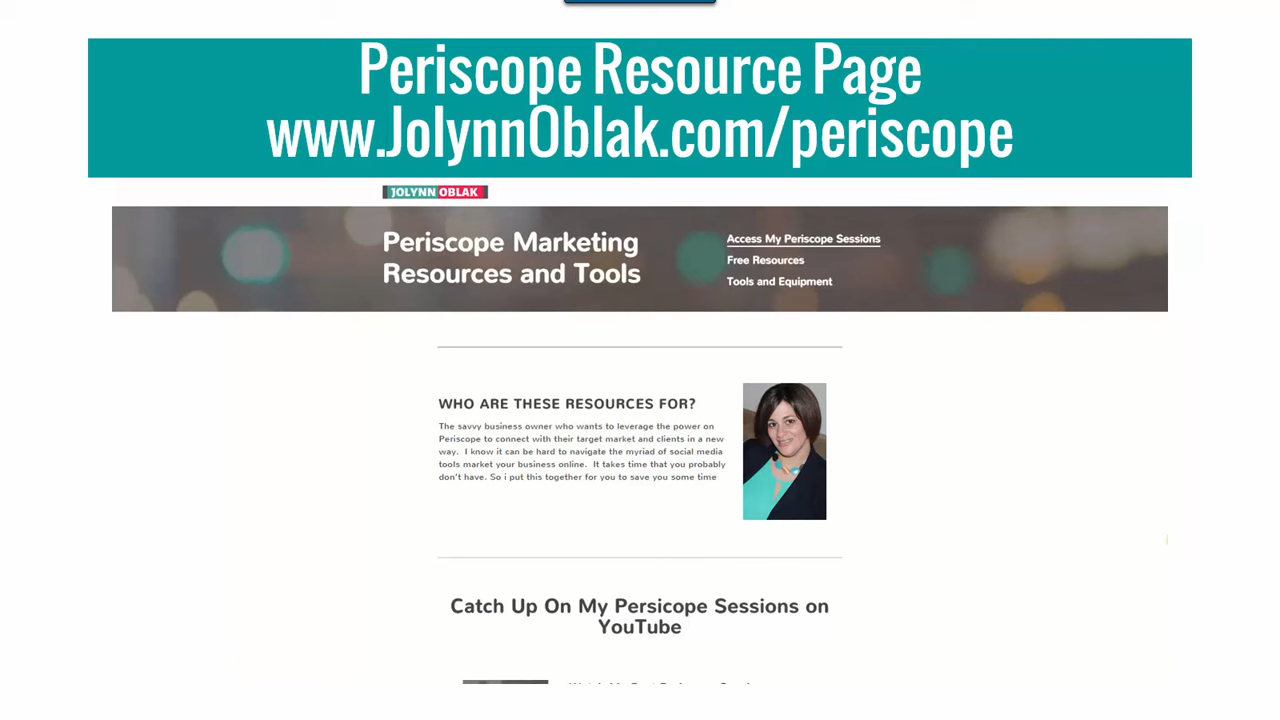 Periscope Resource Page
www.JolynnOblak.com/periscope
JOLYNN OBLAK
Periscope Marketing
Resources and Tools
Access My Periscope Sessions
Free Resources
Tools and Equipment
WHO ARE THESE RESOURCES FOR?
The savvy business owner who wants to leverage the power on
Periscope to connect with their target market and clients in a new
way. I know it can be hard to navigate the myriad of social media
tools market your business online. It takes time that you probably
don't have. So i put this together for you to save you some time
Catch Up On My Persicope Sessions on
YouTube